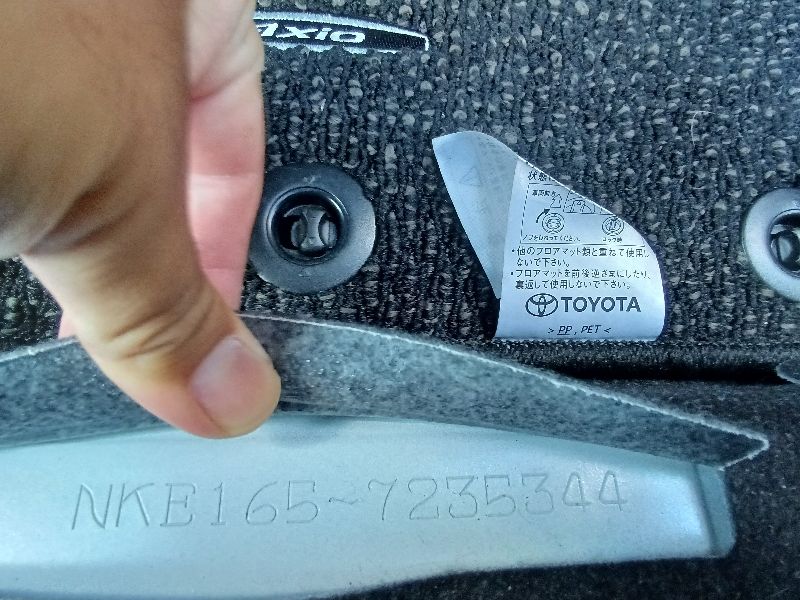 axio
状態
・他のフロアマット類と重ねて使用し
ないで下さい。
・フロアマットを前後逆さまにしたり、
裏返して使用しないで下さい。
TOYOTA
> PP , PET <
NKE165-7235344